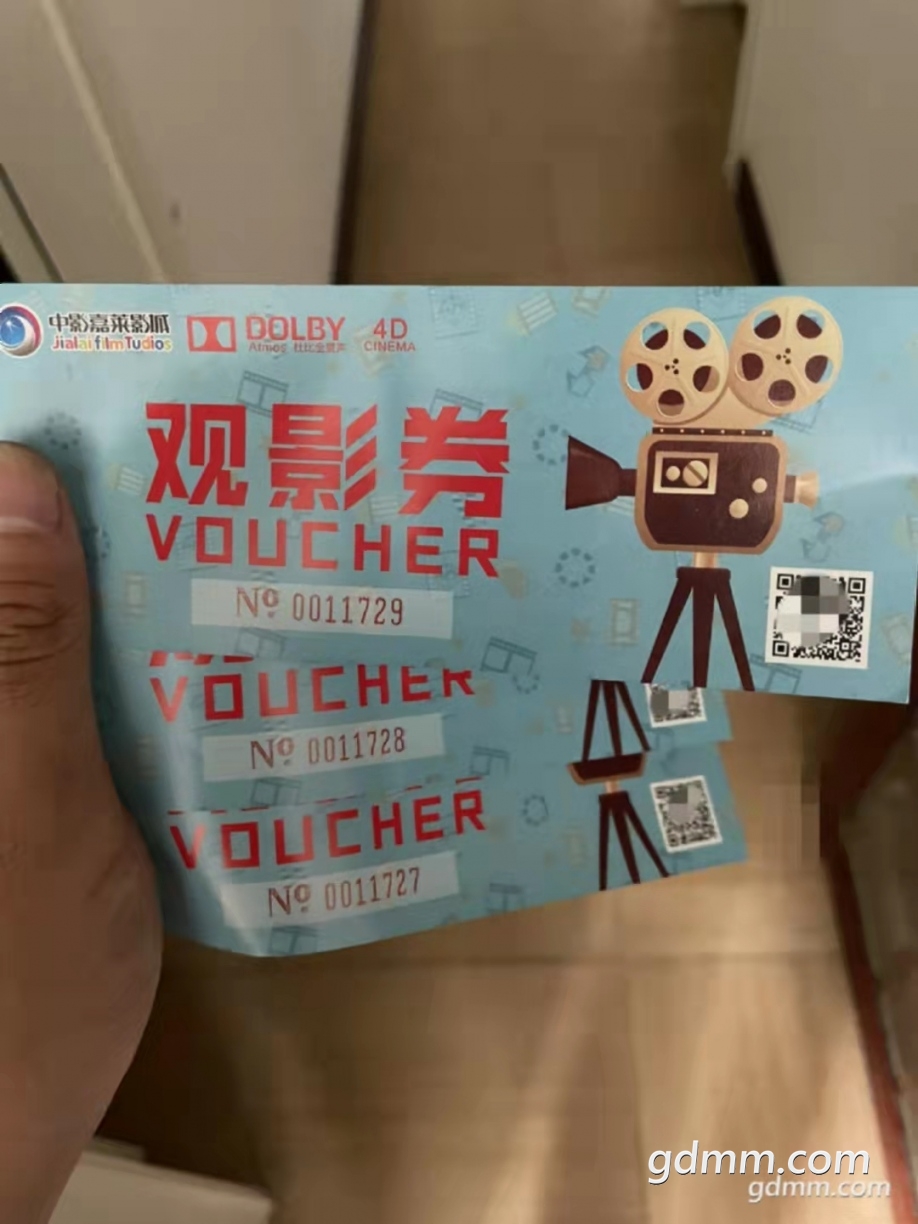 中影嘉莱影城
Jialai film Tudios
DOLBY
Atmos 杜比全景声
4D
CINEMA
观影券
VOUCHER
Nº 0011729
VOUCHER
Nº 0011728
VOUCHER
Nº 0011727
gdmm.com
gdmm.com